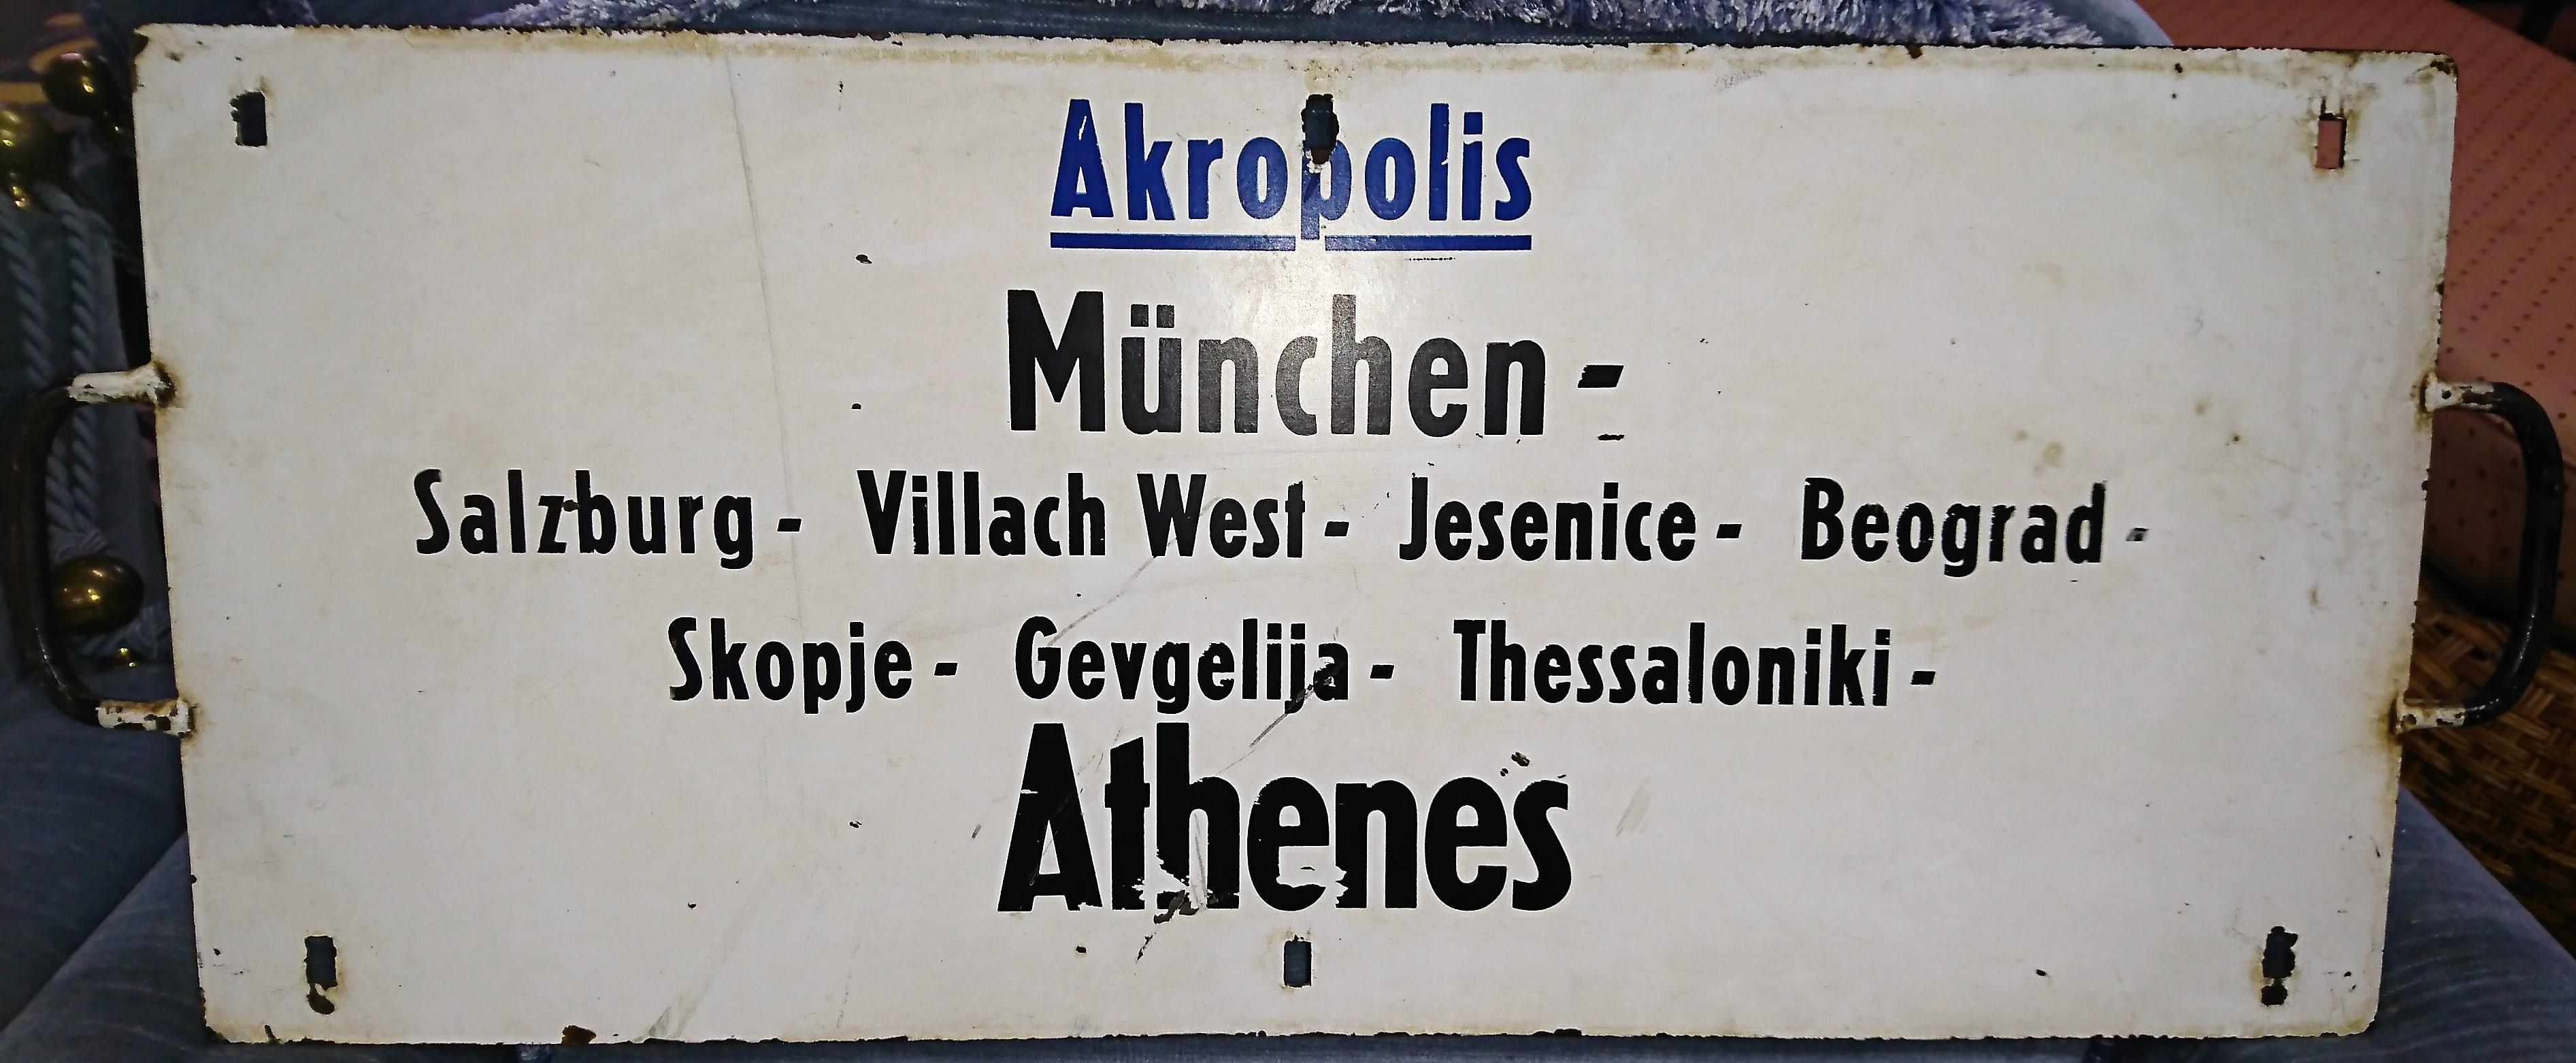 Akropolis
München -
Salzburg - Villach West - Jesenice - Beograd -
Skopje - Gevgelija - Thessaloniki -
Athenes